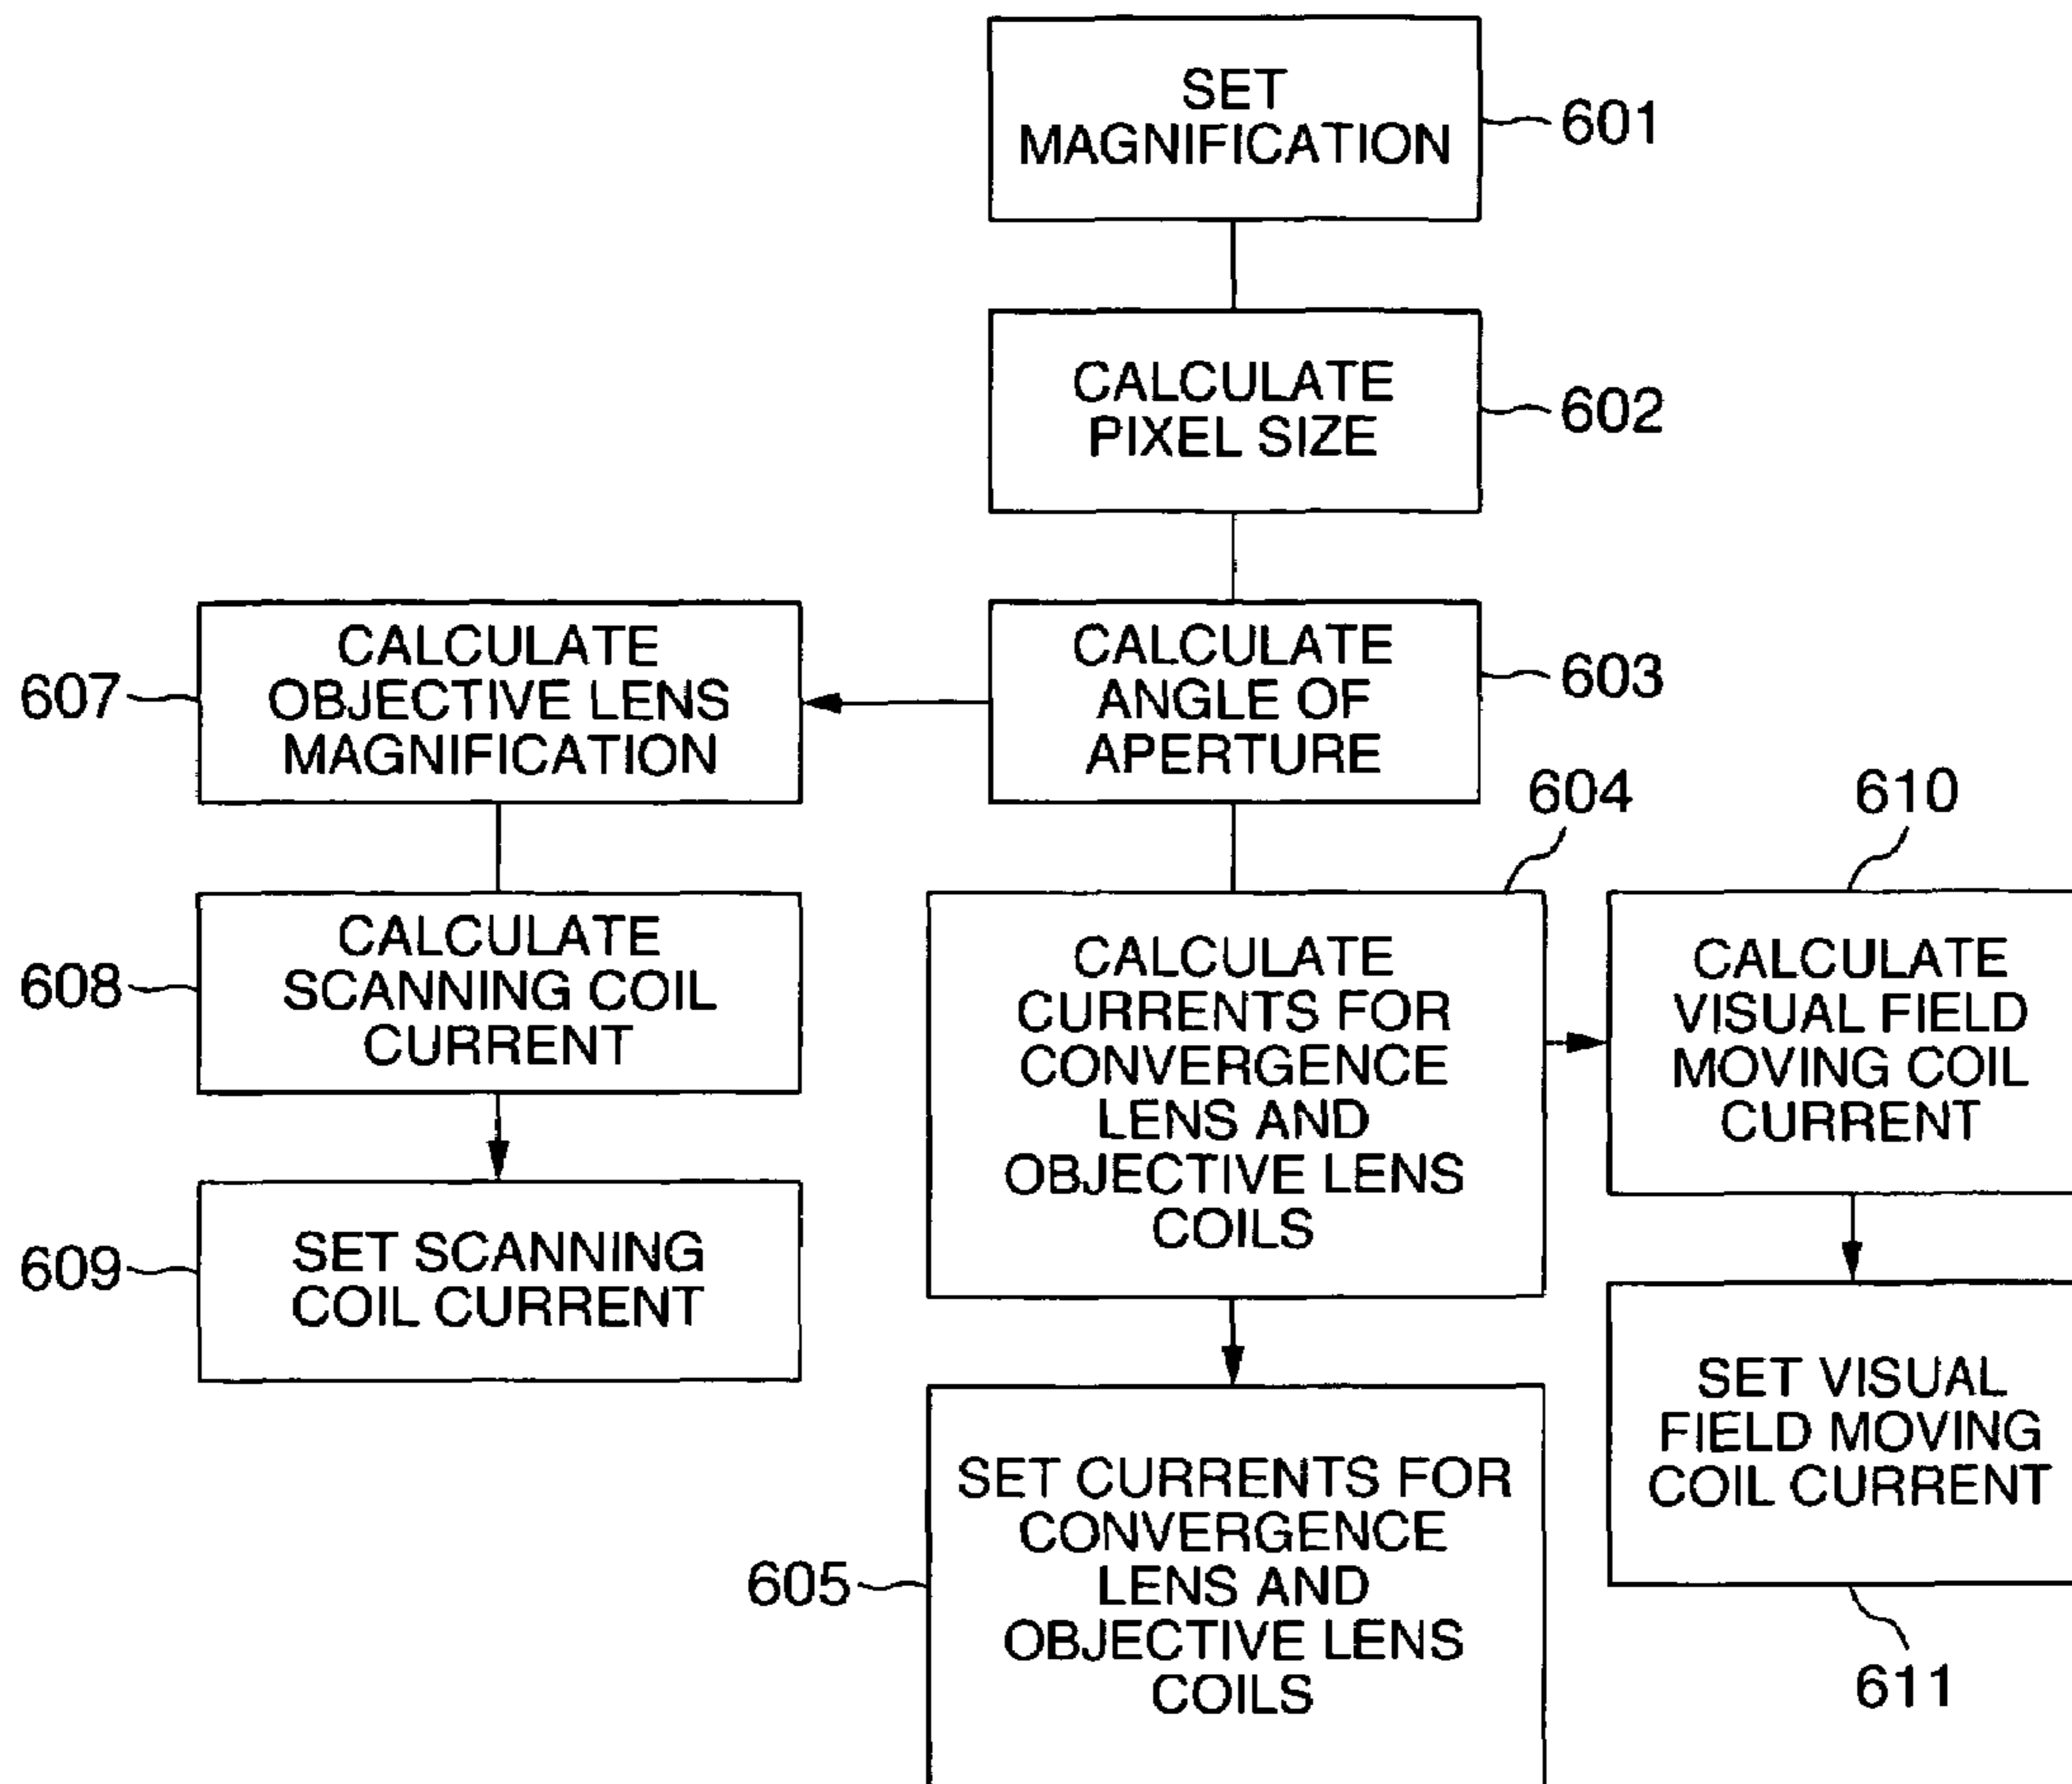 SET
MAGNIFICATION
601
CALCULATE
PIXEL SIZE
602
CALCULATE
ANGLE OF
APERTURE
603
607
CALCULATE
OBJECTIVE LENS
MAGNIFICATION
608
CALCULATE
SCANNING COIL
CURRENT
609
SET SCANNING
COIL CURRENT
604
CALCULATE
CURRENTS FOR
CONVERGENCE
LENS AND
OBJECTIVE LENS
COILS
610
CALCULATE
VISUAL FIELD
MOVING COIL
CURRENT
605
SET CURRENTS FOR
CONVERGENCE
LENS AND
OBJECTIVE LENS
COILS
SET VISUAL
FIELD MOVING
COIL CURRENT
611